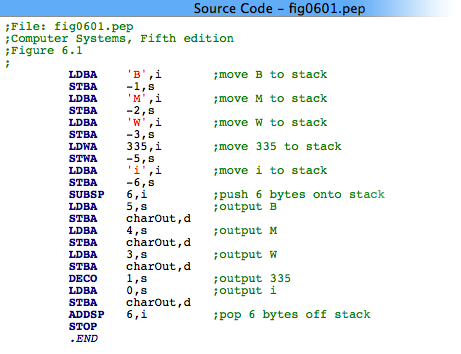 Source Code - fig0601.pep
;File: fig0601.pep
;Computer Systems, Fifth edition
;Figure 6.1
;
LDBA 'B',i ;move B to stack
STBA -1,s
LDBA 'M',i ;move M to stack
STBA -2,s
LDBA 'W',i ;move W to stack
STBA -3,s
LDWA 335,i ;move 335 to stack
STWA -5,s
LDBA 'i',i ;move i to stack
STBA -6,s
SUBSP 6,i ;push 6 bytes onto stack
LDBA 5,s ;output B
STBA charOut,d
LDBA 4,s ;output M
STBA charOut,d
LDBA 3,s ;output W
STBA charOut,d
DECO 1,s ;output 335
LDBA 0,s ;output i
STBA charOut,d
ADDSP 6,i ;pop 6 bytes off stack
STOP
.END